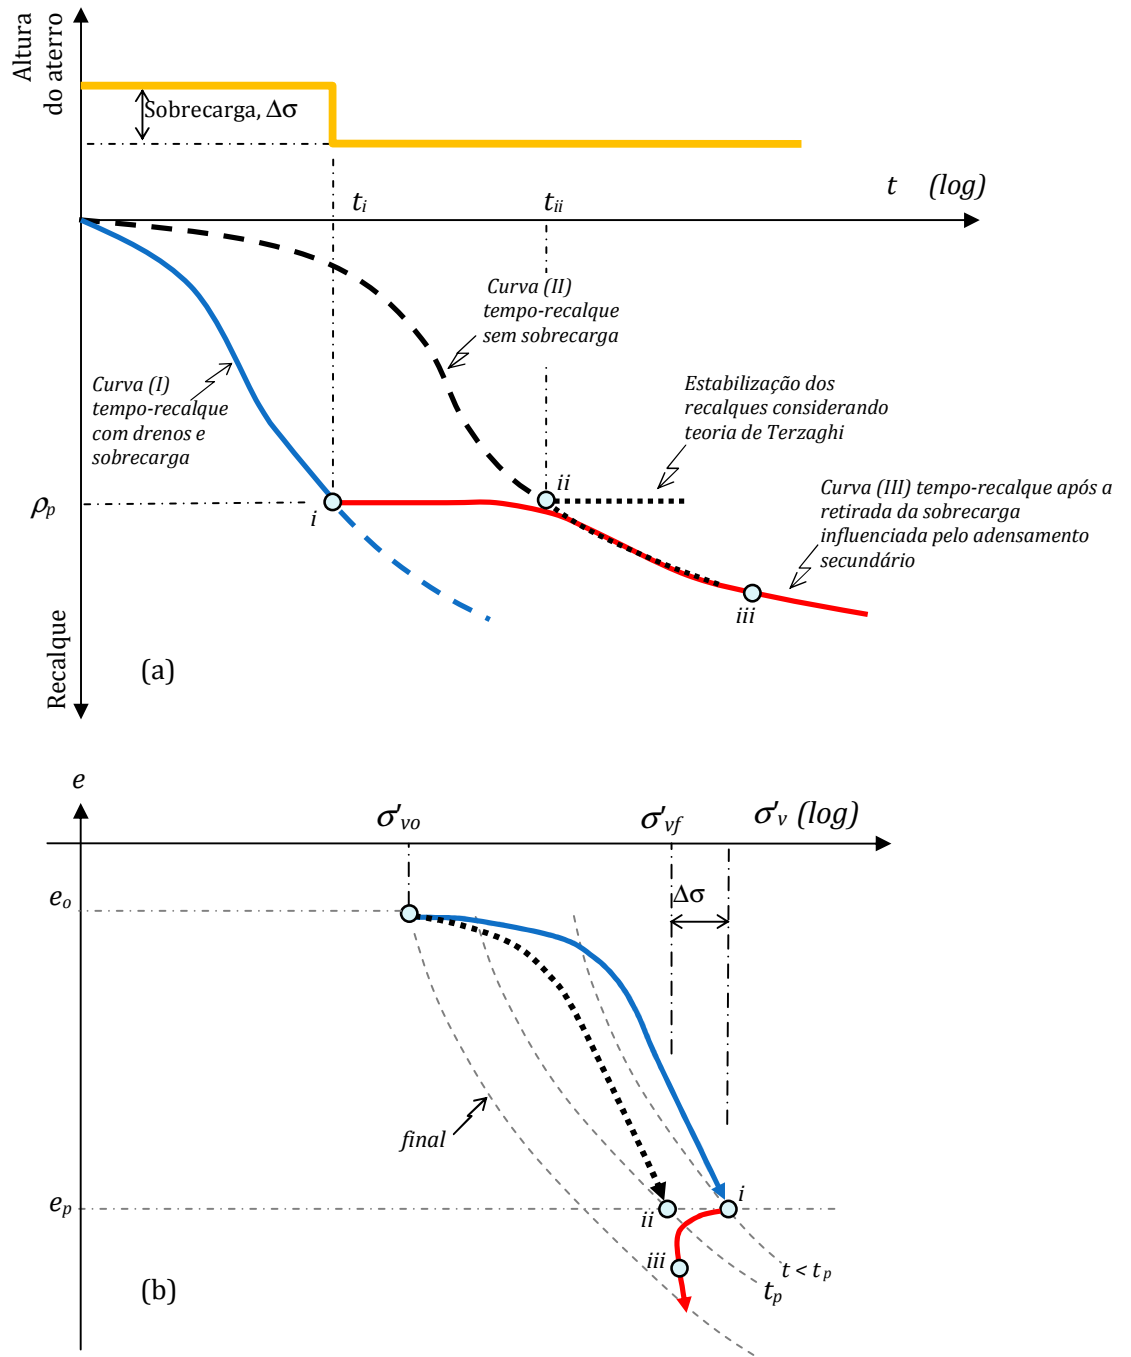 Altura
do aterro
Sobrecarga, Δσ
t (log)
tᵢ
tᵢᵢ
Curva (II)
tempo-recalque
sem sobrecarga
Curva (I)
tempo-recalque
com drenos e
sobrecarga
Estabilização dos
recalques considerando
teoria de Terzaghi
ii
ρp
i
Curva (III) tempo-recalque após a
retirada da sobrecarga
influenciada pelo adensamento
secundário
iii
Recalque
(a)
e
σ'vo
σ'vf
σ'v (log)
eo
Δσ
final
ep
i
ii
iii
t < tp
tp
(b)